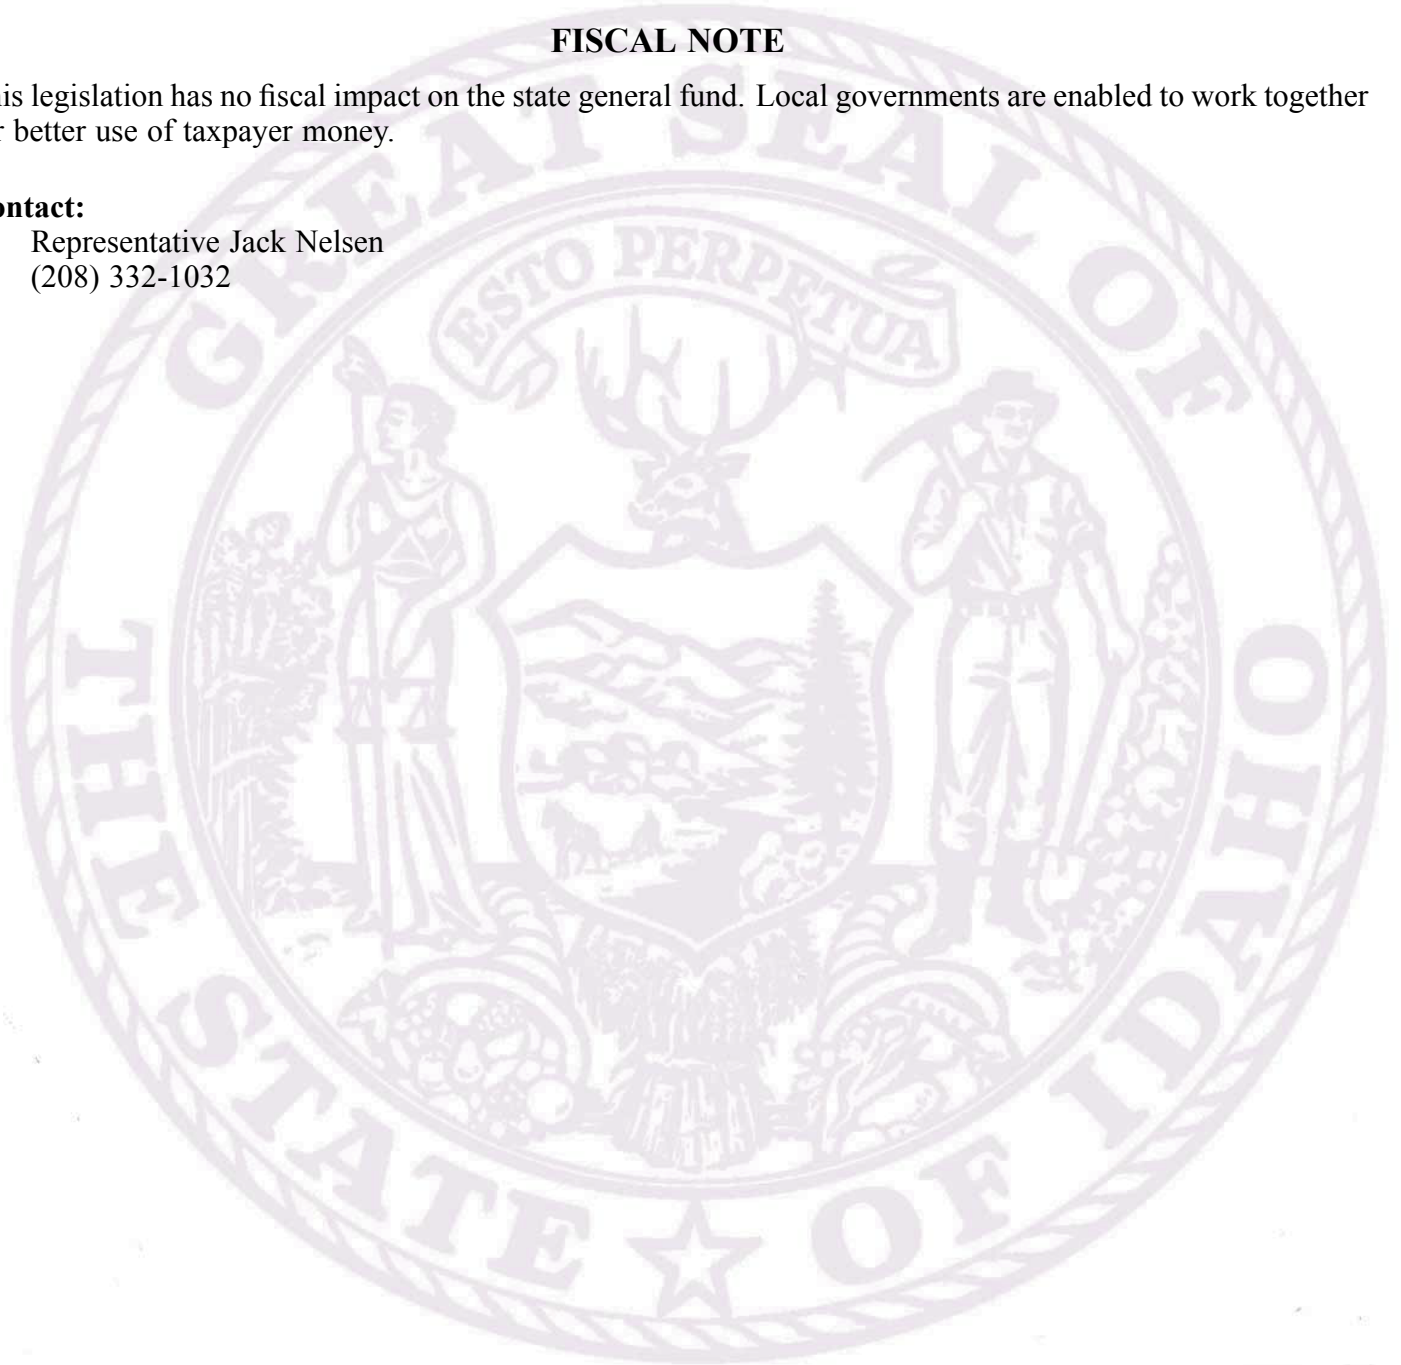 FISCAL NOTE
is legislation has no fiscal impact on the state general fund. Local governments are enabled to work together
r better use of taxpayer money.
ontact:
Representative Jack Nelsen
(208) 332-1032
THE GREAT SEAL OF
STATE OF IDAHO
ESTO PERPETUA